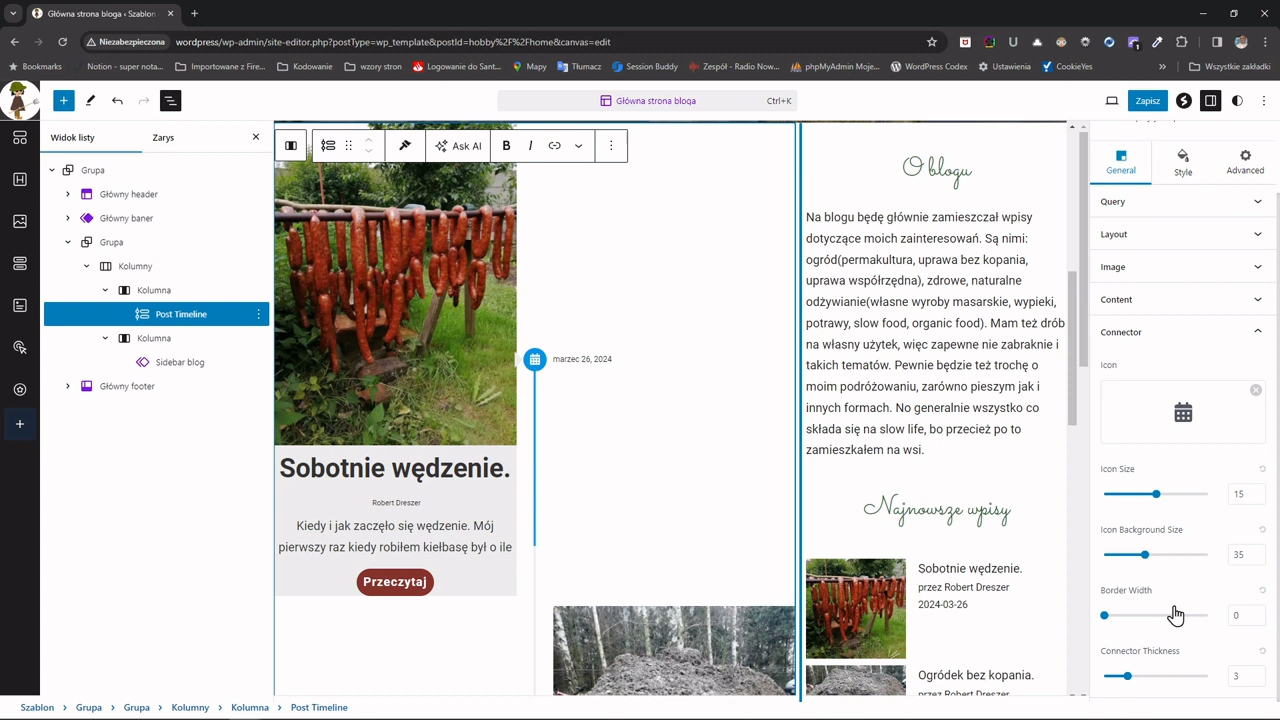 Główna strona bloga ‹ Szablon
Niezabezpieczona
wordpress/wp-admin/site-editor.php?postType=wp_template&postId=hobby%2F%2Fhome&canvas=edit
Bookmarks
Notion - super nota...
Importowane z Fire...
Kodowanie
wzory stron
Logowanie do Sant...
Mapy
Tłumacz
Session Buddy
Zespół - Radio Now...
phpMyAdmin Moje...
WordPress Codex
Ustawienia
CookieYes
Wszystkie zakładki
Główna strona bloga
Ctrl+K
Zapisz
Widok listy
Zarys
Grupa
Główny header
Główny baner
Grupa
Kolumny
Kolumna
Post Timeline
Kolumna
Sidebar blog
Główny footer
Ask AI
B
I
Sobotnie wędzenie.
Robert Dreszer
Kiedy i jak zaczęło się wędzenie. Mój
pierwszy raz kiedy robiłem kiełbasę był o ile
Przeczytaj
marzec 26, 2024
O blogu
Na blogu będę głównie zamieszczał wpisy
dotyczące moich zainteresowań. Są nimi:
ogród(permakultura, uprawa bez kopania,
uprawa współrzędna), zdrowe, naturalne
odżywianie(własne wyroby masarskie, wypieki,
potrawy, slow food, organic food). Mam też drób
na własny użytek, więc zapewne nie zabraknie i
takich tematów. Pewnie będzie też trochę o
moim podróżowaniu, zarówno pieszym jak i
innych formach. No generalnie wszystko co
składa się na slow life, bo przecież po to
zamieszkałem na wsi.
Najnowsze wpisy
Sobotnie wędzenie.
przez Robert Dreszer
2024-03-26
Ogródek bez kopania.
przez Robert Dreszer
General
Style
Advanced
Query
Layout
Image
Content
Connector
Icon
Icon Size
15
Icon Background Size
35
Border Width
0
Connector Thickness
3
Szablon
Grupa
Grupa
Kolumny
Kolumna
Post Timeline